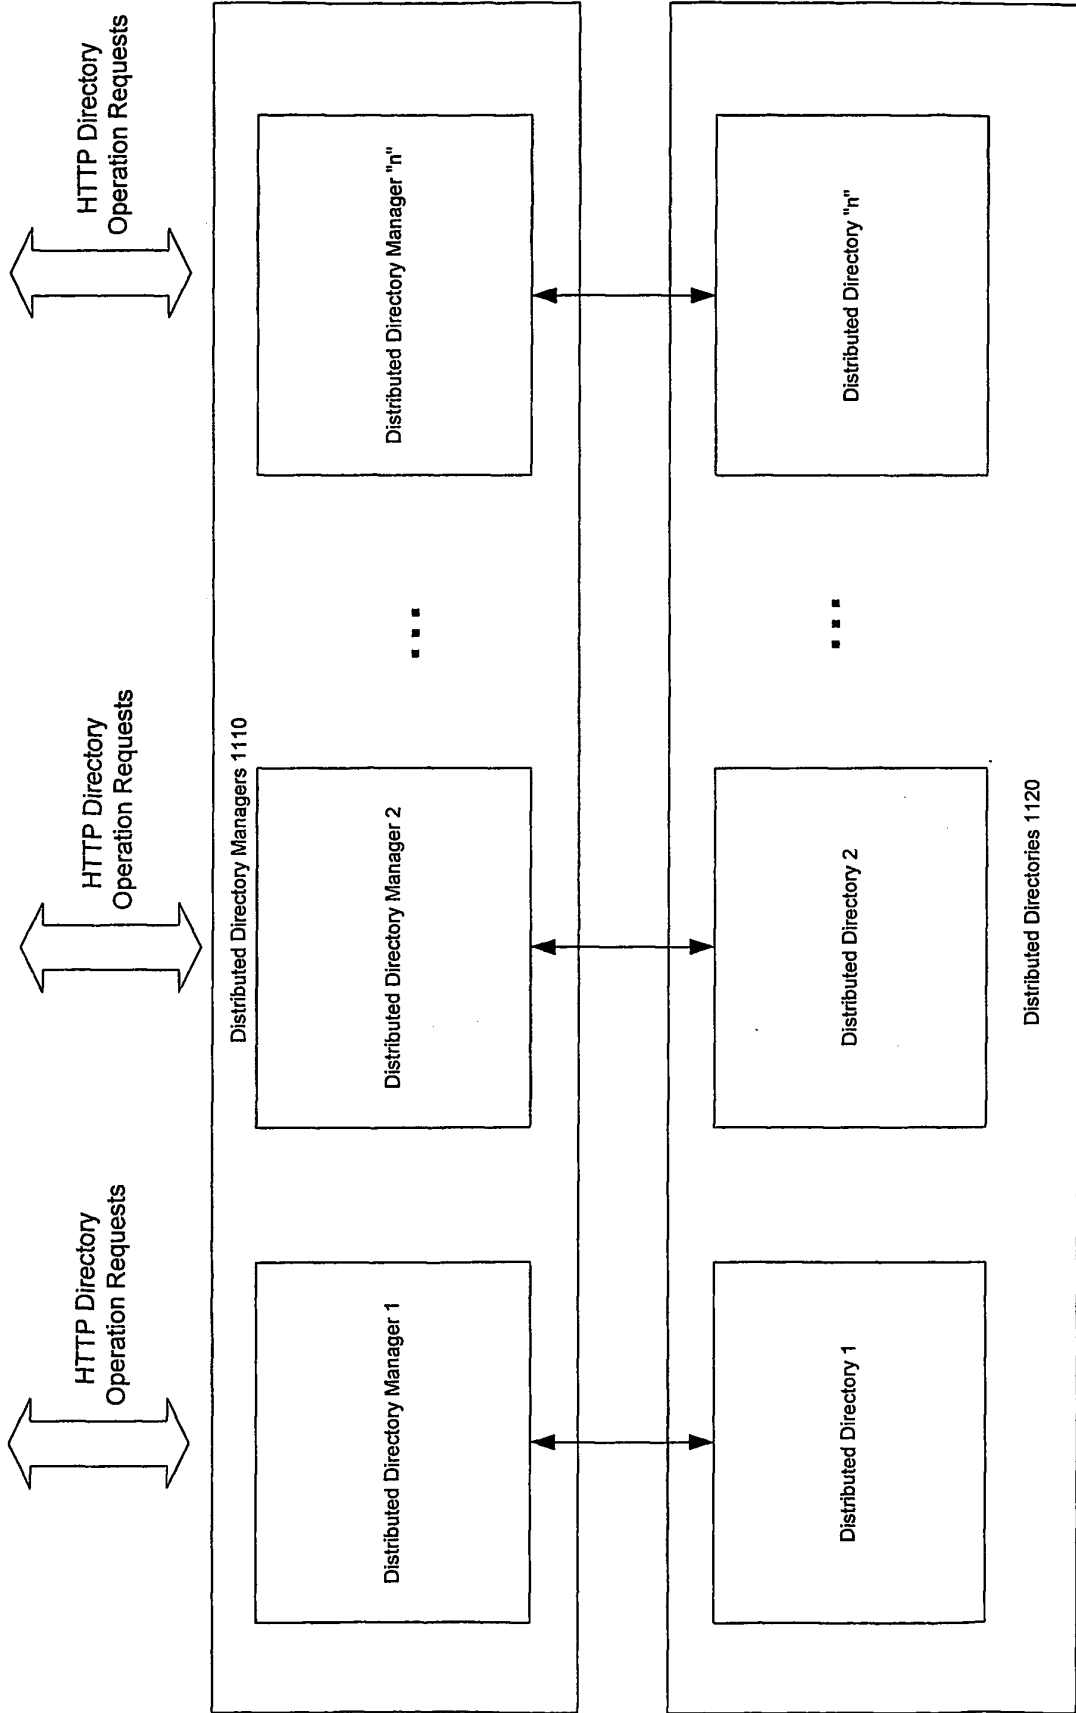 HTTP Directory
Operation Requests
HTTP Directory
Operation Requests
HTTP Directory
Operation Requests
Distributed Directory Managers 1110
Distributed Directory Manager 1
Distributed Directory Manager 2
...
Distributed Directory Manager "n"
Distributed Directory 1
Distributed Directory 2
...
Distributed Directory "n"
Distributed Directories 1120